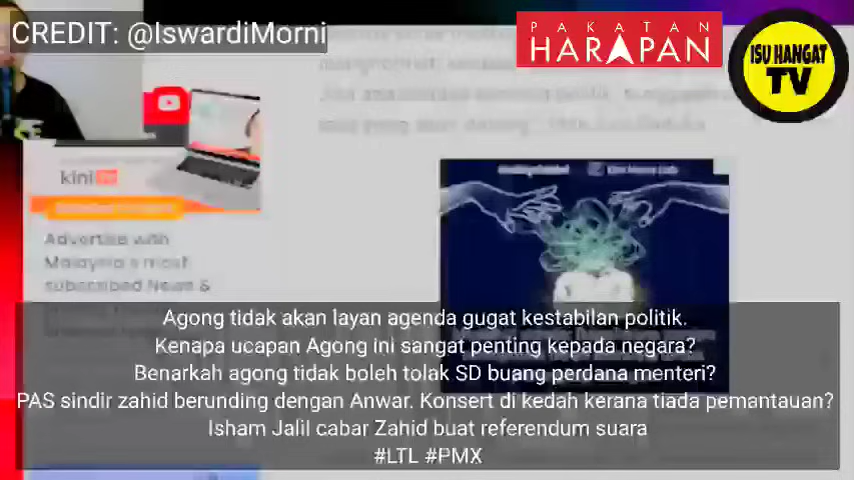 CREDIT: @IswardiMorni
PAKATAN
HARAPAN
ISU HANGAT
TV
kini
Advertise with
Malaysia's most
subscribed News &
Agong tidak akan layan agenda gugat kestabilan politik.
Kenapa ucapan Agong ini sangat penting kepada negara?
Benarkah agong tidak boleh tolak SD buang perdana menteri?
PAS sindir zahid berunding dengan Anwar. Konsert di kedah kerana tiada pemantauan?
Isham Jalil cabar Zahid buat referendum suara
#LTL #PMX